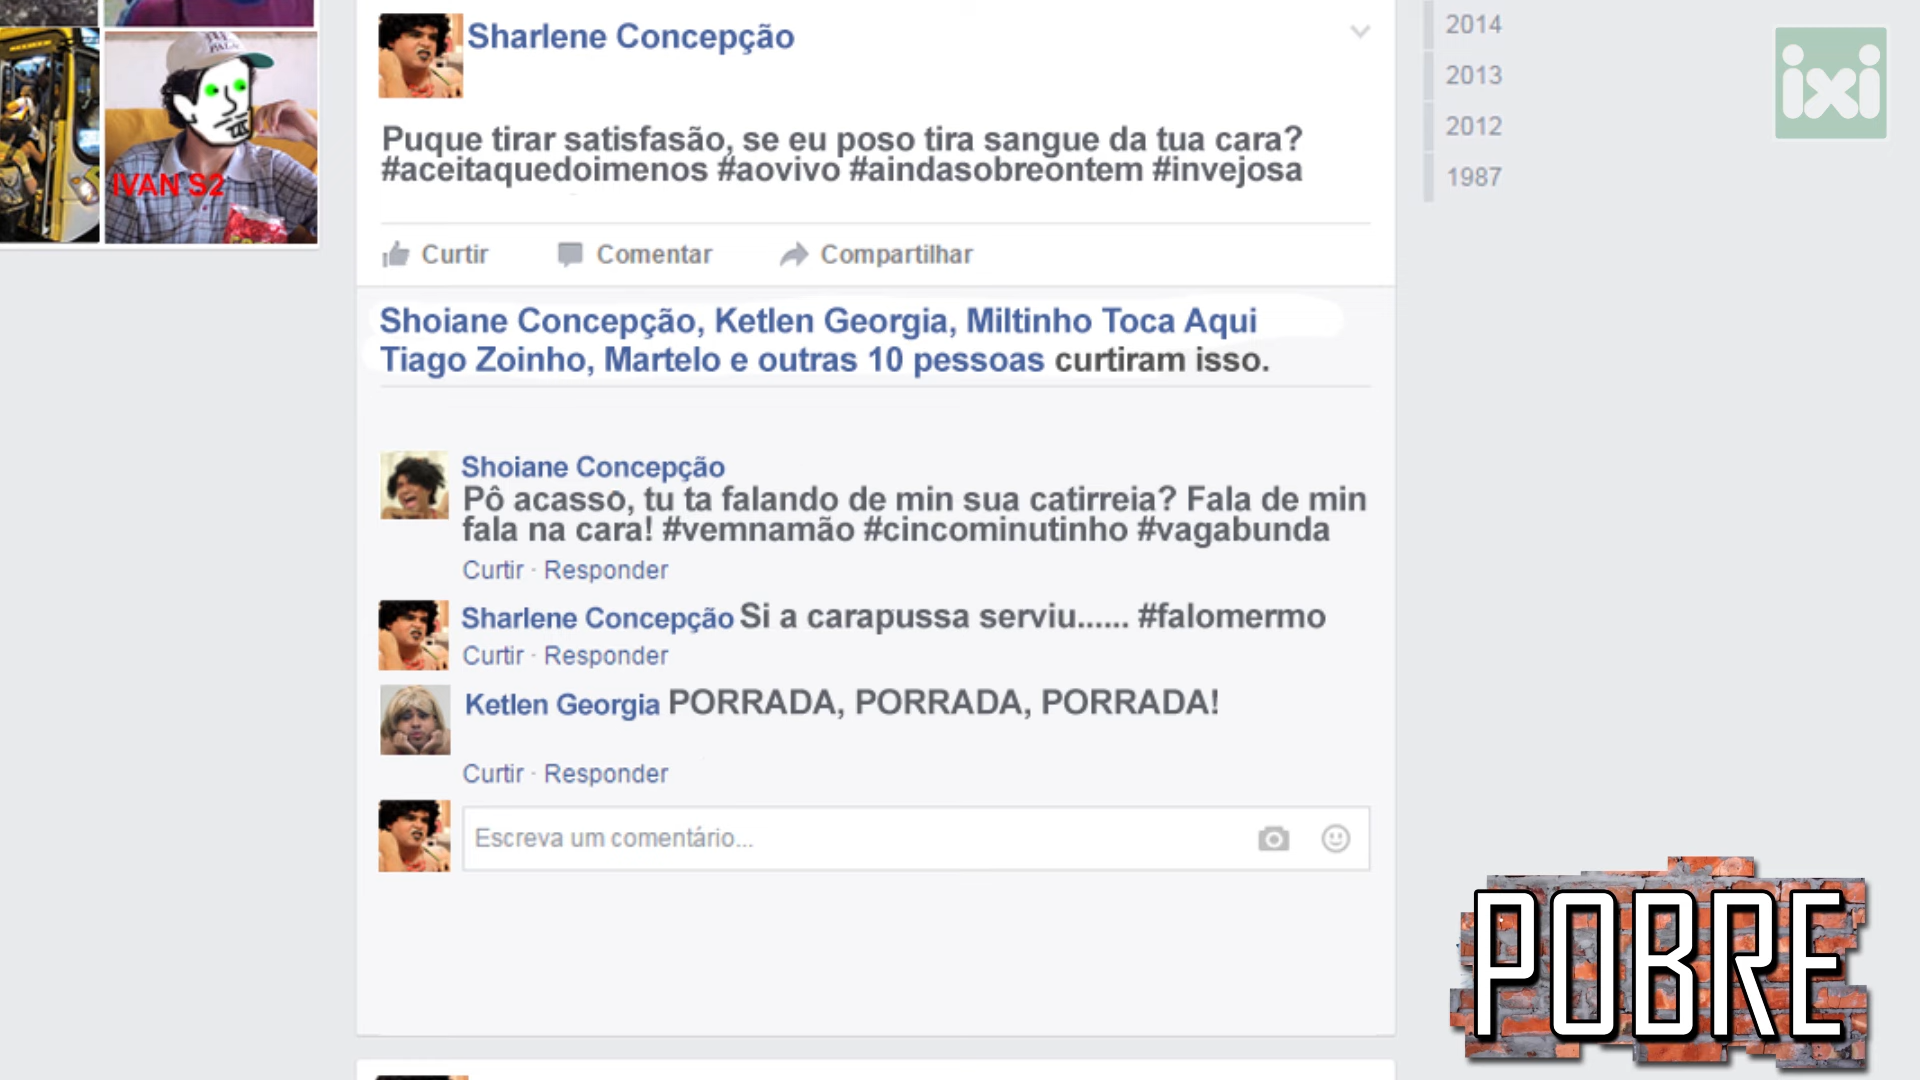 Sharlene Concepção
2014
2013
2012
1987
ixi
IVAN S2
Puque tirar satisfasão, se eu poso tira sangue da tua cara?
#aceitaquedoimenos #aovivo #aindasobreontem #invejosa
Curtir Comentar Compartilhar
Shoiane Concepção, Ketlen Georgia, Miltinho Toca Aqui
Tiago Zoinho, Martelo e outras 10 pessoas curtiram isso.
Shoiane Concepção
Pô acasso, tu ta falando de min sua catirreia? Fala de min
fala na cara! #vemnamão #cincominutinho #vagabunda
Curtir · Responder
Sharlene Concepção Si a carapussa serviu...... #falomermo
Curtir · Responder
Ketlen Georgia PORRADA, PORRADA, PORRADA!
Curtir · Responder
Escreva um comentário...
POBRE